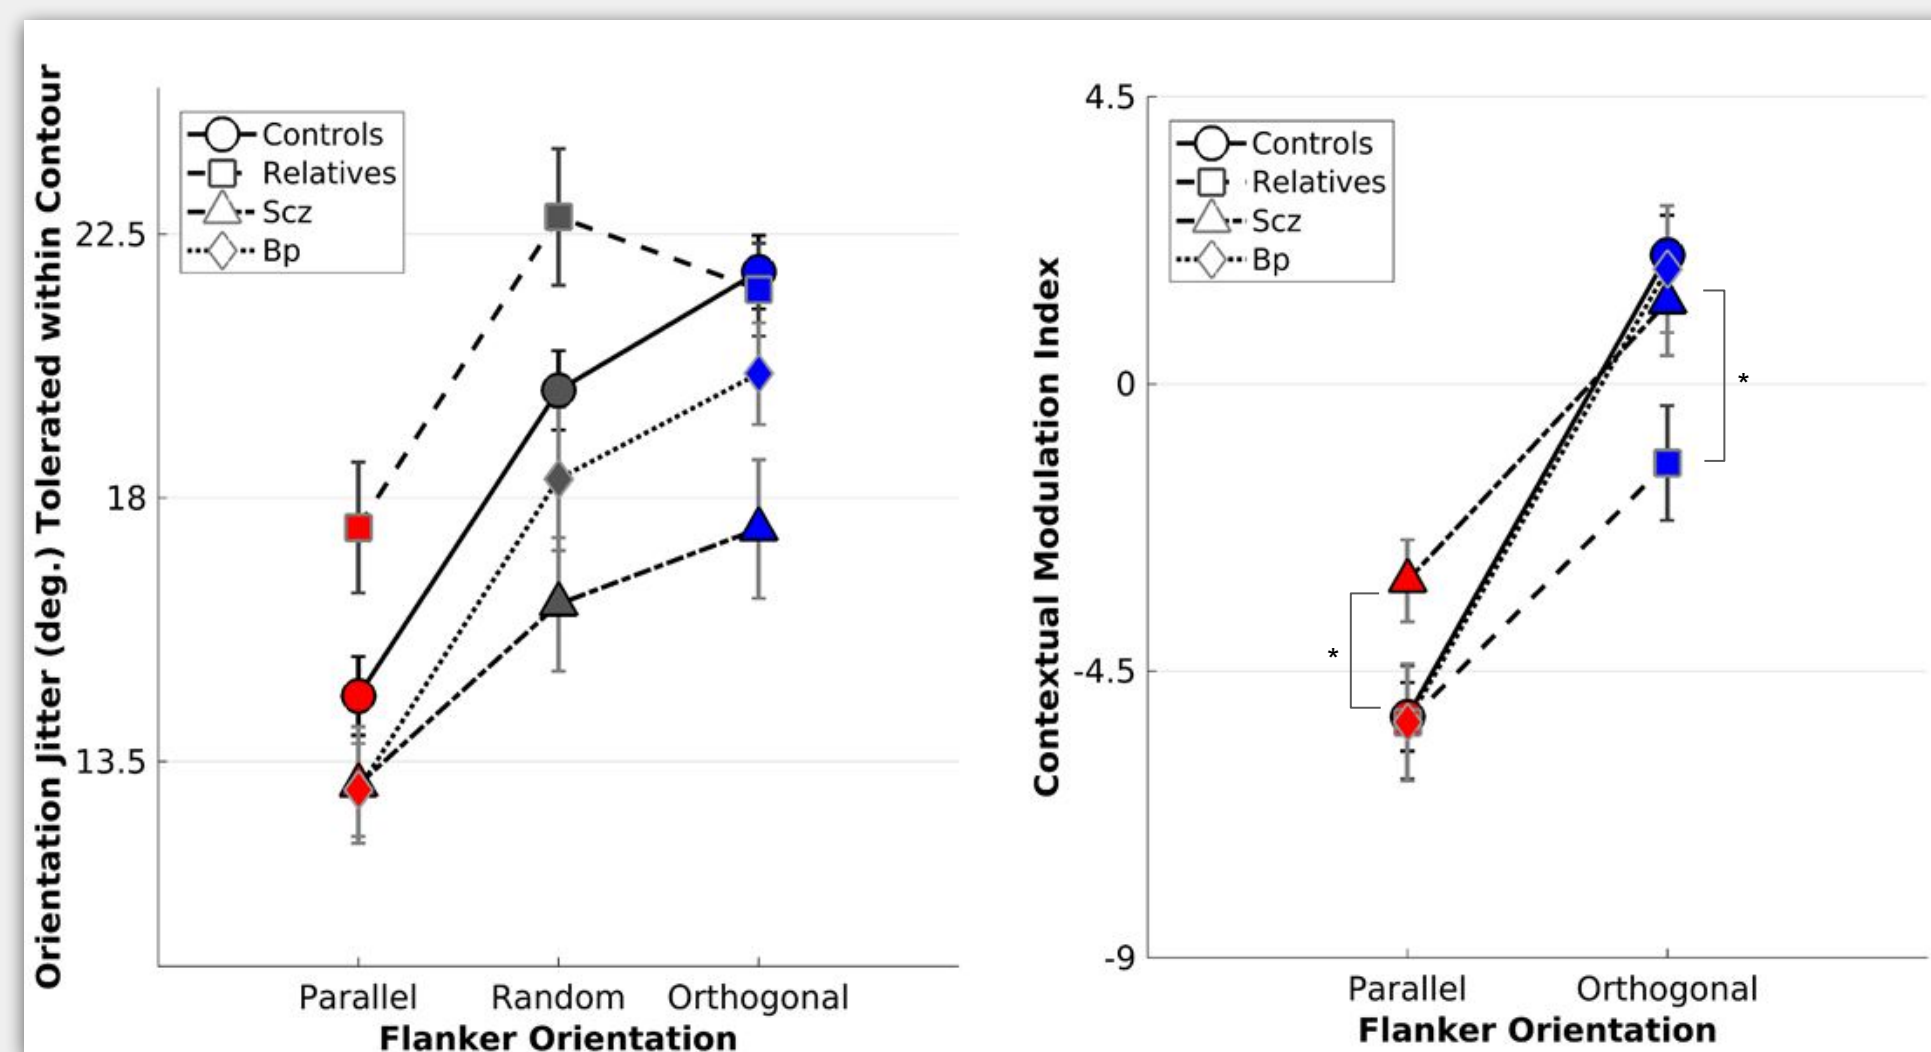 Orientation Jitter (deg.) Tolerated within Contour
Controls
Relatives
Scz
Bp
22.5
18
13.5
Parallel
Random
Orthogonal
Flanker Orientation
Contextual Modulation Index
4.5
Controls
Relatives
Scz
Bp
0
*
*
-4.5
-9
Parallel
Orthogonal
Flanker Orientation